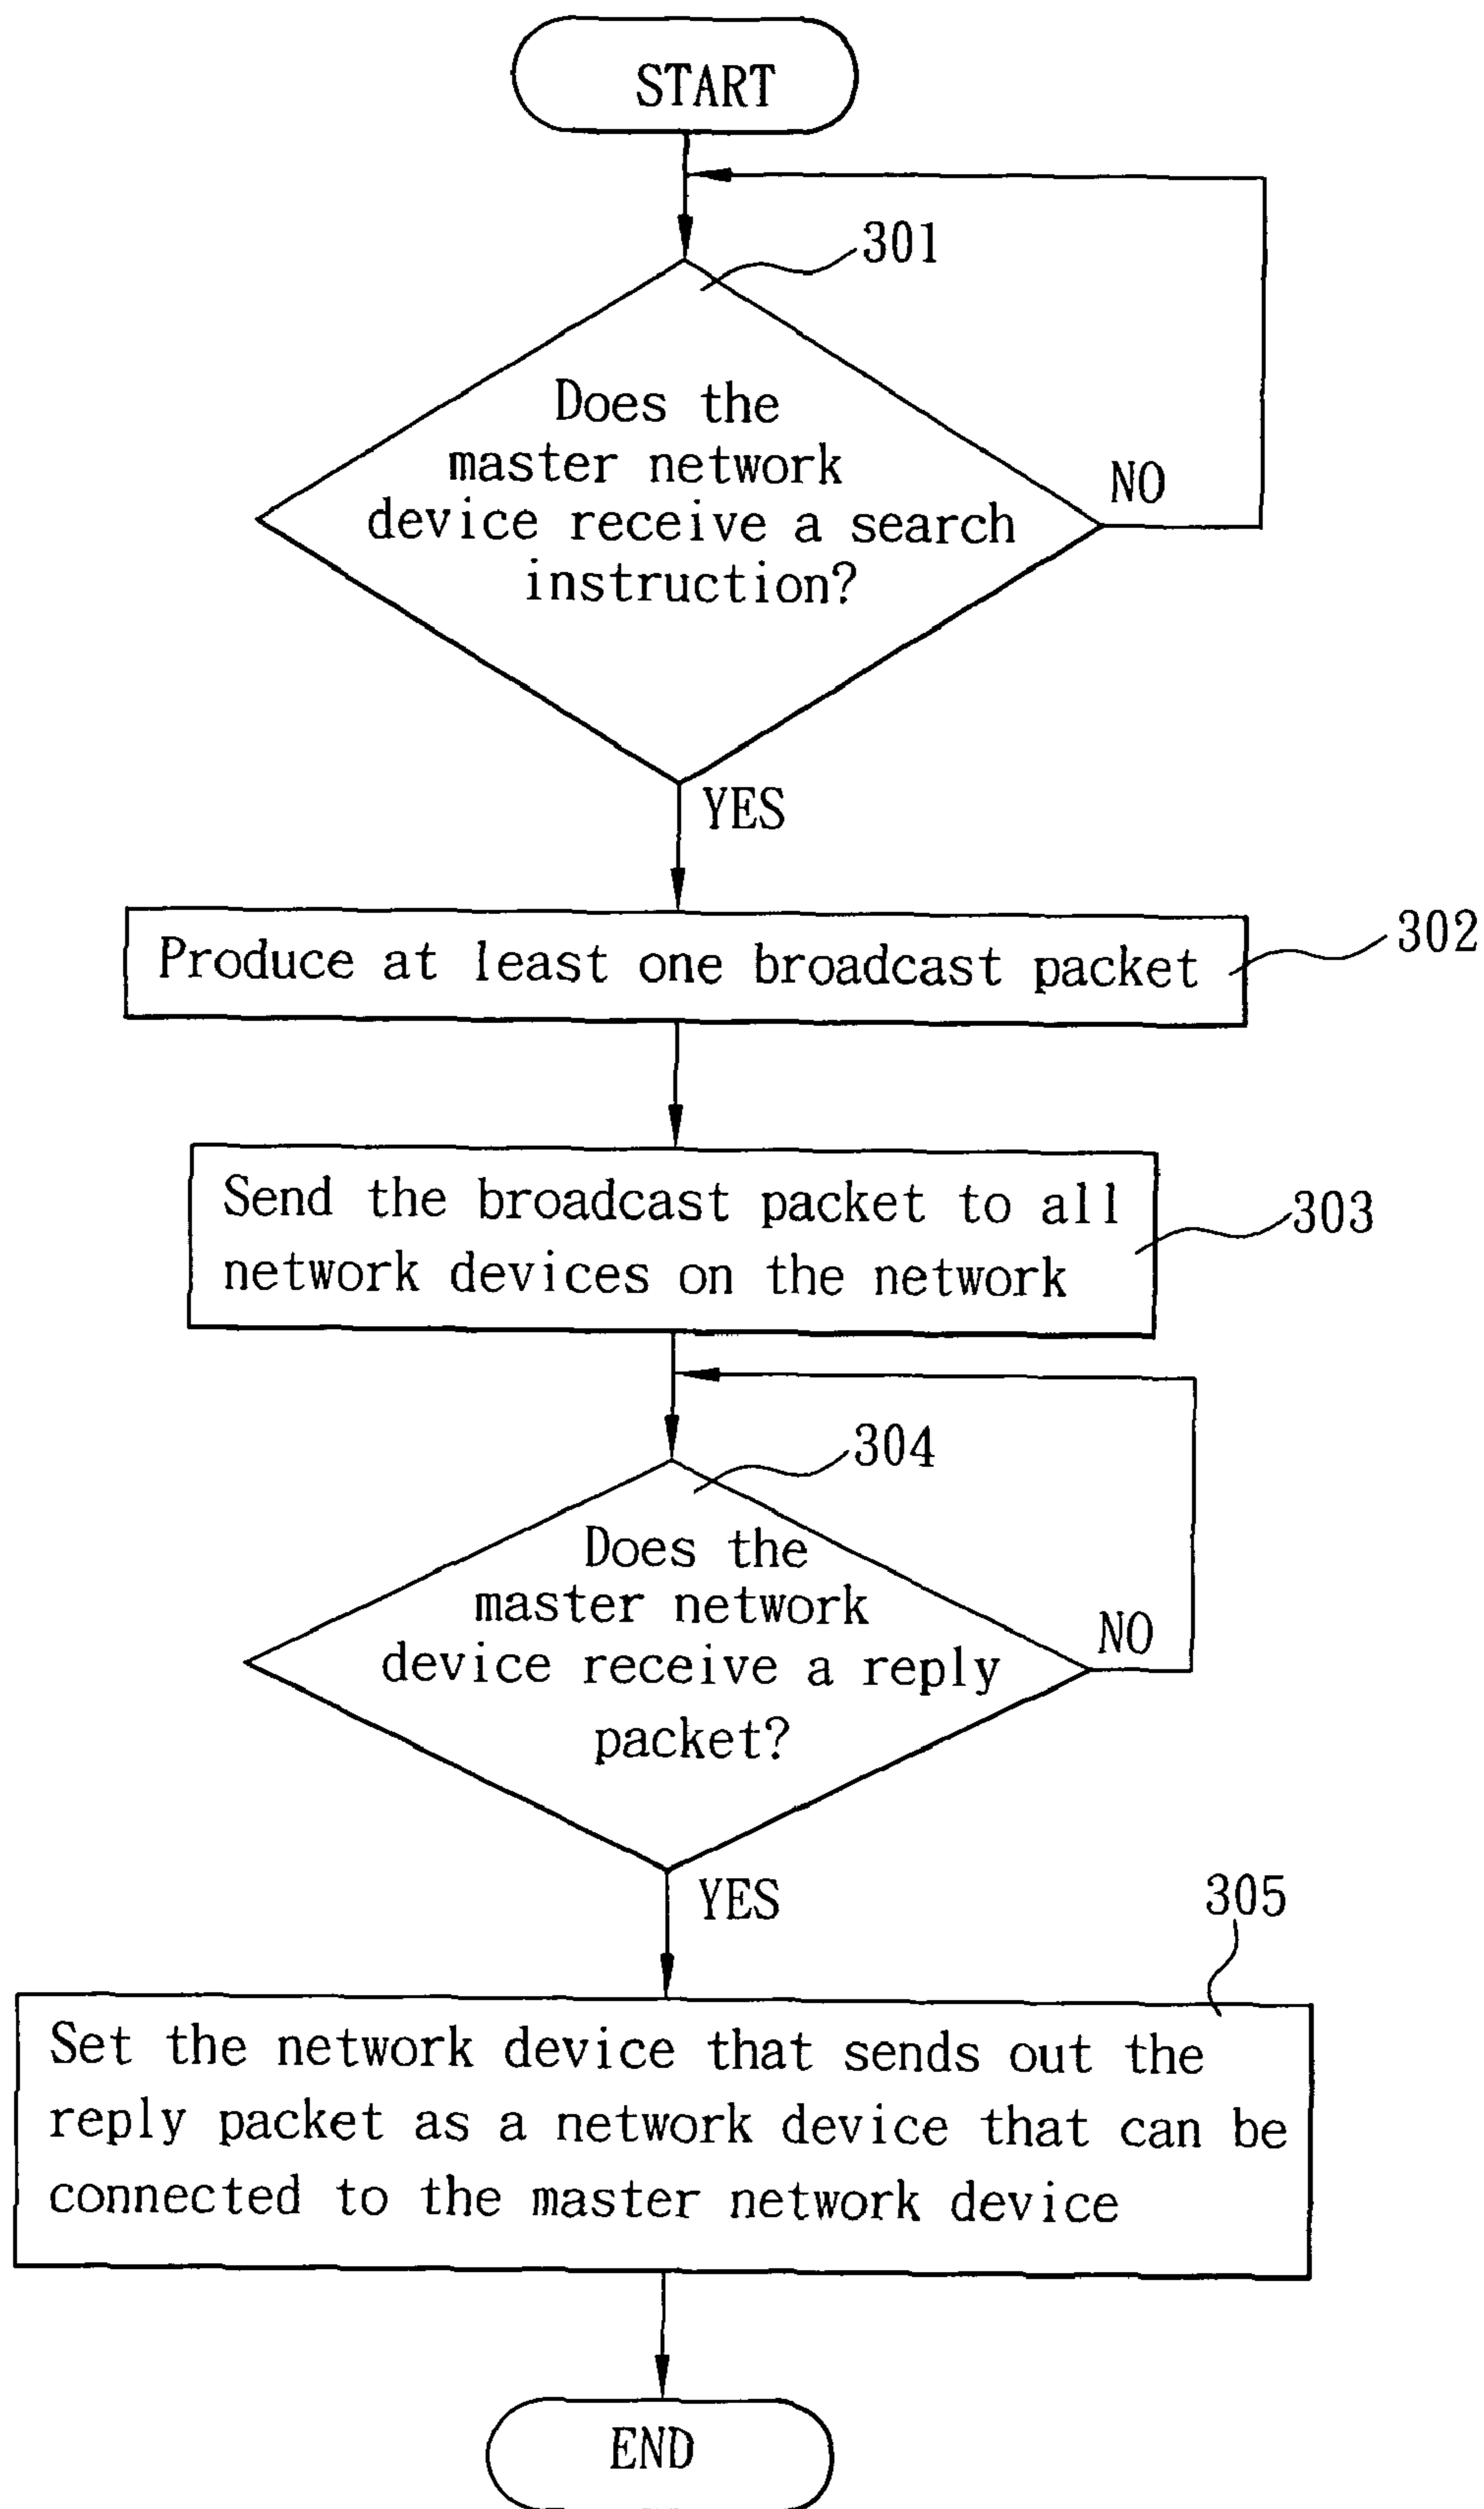 START
301
Does the
master network
device receive a search
instruction?
NO
YES
Produce at least one broadcast packet
302
Send the broadcast packet to all
network devices on the network
303
304
Does the
master network
device receive a reply
packet?
NO
YES
305
Set the network device that sends out the
reply packet as a network device that can be
connected to the master network device
END